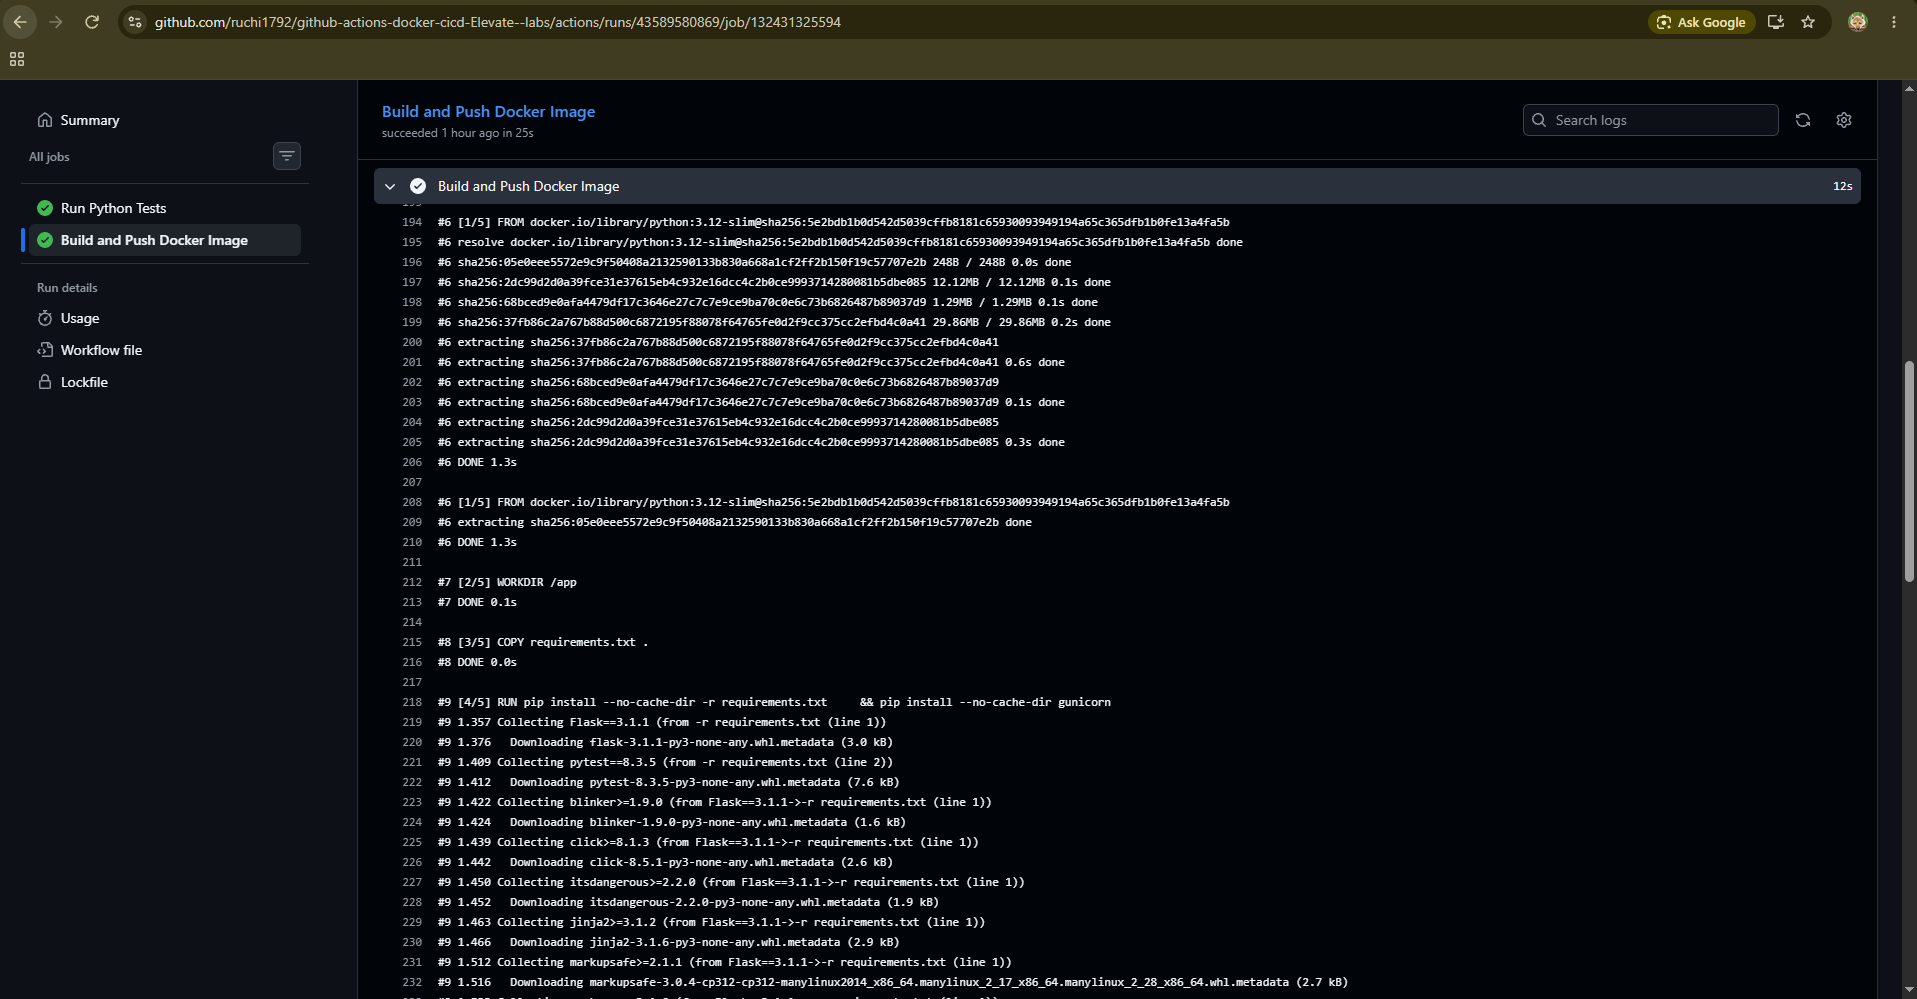 github.com/ruchi1792/github-actions-docker-cicd-Elevate--labs/actions/runs/43589580869/job/132431325594
Ask Google
Summary
All jobs
Run Python Tests
Build and Push Docker Image
Run details
Usage
Workflow file
Lockfile
Build and Push Docker Image
succeeded 1 hour ago in 25s
Search logs
Build and Push Docker Image 12s
194 #6 [1/5] FROM docker.io/library/python:3.12-slim@sha256:5e2bdb1b0d542d5039cffb8181c65930093949194a65c365dfb1b0fe13a4fa5b
195 #6 resolve docker.io/library/python:3.12-slim@sha256:5e2bdb1b0d542d5039cffb8181c65930093949194a65c365dfb1b0fe13a4fa5b done
196 #6 sha256:05e0eee5572e9c9f50408a2132590133b830a668a1cf2ff2b150f19c57707e2b 248B / 248B 0.0s done
197 #6 sha256:2dc99d2d0a39fce31e37615eb4c932e16dcc4c2b0ce9993714280081b5dbe085 12.12MB / 12.12MB 0.1s done
198 #6 sha256:68bced9e0afa4479df17c3646e27c7c7e9ce9ba70c0e6c73b6826487b89037d9 1.29MB / 1.29MB 0.1s done
199 #6 sha256:37fb86c2a767b88d500c6872195f88078f64765fe0d2f9cc375cc2efbd4c0a41 29.86MB / 29.86MB 0.2s done
200 #6 extracting sha256:37fb86c2a767b88d500c6872195f88078f64765fe0d2f9cc375cc2efbd4c0a41
201 #6 extracting sha256:37fb86c2a767b88d500c6872195f88078f64765fe0d2f9cc375cc2efbd4c0a41 0.6s done
202 #6 extracting sha256:68bced9e0afa4479df17c3646e27c7c7e9ce9ba70c0e6c73b6826487b89037d9
203 #6 extracting sha256:68bced9e0afa4479df17c3646e27c7c7e9ce9ba70c0e6c73b6826487b89037d9 0.1s done
204 #6 extracting sha256:2dc99d2d0a39fce31e37615eb4c932e16dcc4c2b0ce9993714280081b5dbe085
205 #6 extracting sha256:2dc99d2d0a39fce31e37615eb4c932e16dcc4c2b0ce9993714280081b5dbe085 0.3s done
206 #6 DONE 1.3s
207
208 #6 [1/5] FROM docker.io/library/python:3.12-slim@sha256:5e2bdb1b0d542d5039cffb8181c65930093949194a65c365dfb1b0fe13a4fa5b
209 #6 extracting sha256:05e0eee5572e9c9f50408a2132590133b830a668a1cf2ff2b150f19c57707e2b done
210 #6 DONE 1.3s
211
212 #7 [2/5] WORKDIR /app
213 #7 DONE 0.1s
214
215 #8 [3/5] COPY requirements.txt .
216 #8 DONE 0.0s
217
218 #9 [4/5] RUN pip install --no-cache-dir -r requirements.txt     && pip install --no-cache-dir gunicorn
219 #9 1.357 Collecting Flask==3.1.1 (from -r requirements.txt (line 1))
220 #9 1.376   Downloading flask-3.1.1-py3-none-any.whl.metadata (3.0 kB)
221 #9 1.409 Collecting pytest==8.3.5 (from -r requirements.txt (line 2))
222 #9 1.412   Downloading pytest-8.3.5-py3-none-any.whl.metadata (7.6 kB)
223 #9 1.422 Collecting blinker>=1.9.0 (from Flask==3.1.1->-r requirements.txt (line 1))
224 #9 1.424   Downloading blinker-1.9.0-py3-none-any.whl.metadata (1.6 kB)
225 #9 1.439 Collecting click>=8.1.3 (from Flask==3.1.1->-r requirements.txt (line 1))
226 #9 1.442   Downloading click-8.5.1-py3-none-any.whl.metadata (2.6 kB)
227 #9 1.450 Collecting itsdangerous>=2.2.0 (from Flask==3.1.1->-r requirements.txt (line 1))
228 #9 1.452   Downloading itsdangerous-2.2.0-py3-none-any.whl.metadata (1.9 kB)
229 #9 1.463 Collecting jinja2>=3.1.2 (from Flask==3.1.1->-r requirements.txt (line 1))
230 #9 1.466   Downloading jinja2-3.1.6-py3-none-any.whl.metadata (2.9 kB)
231 #9 1.512 Collecting markupsafe>=2.1.1 (from Flask==3.1.1->-r requirements.txt (line 1))
232 #9 1.516   Downloading markupsafe-3.0.4-cp312-cp312-manylinux2014_x86_64.manylinux_2_17_x86_64.manylinux_2_28_x86_64.whl.metadata (2.7 kB)